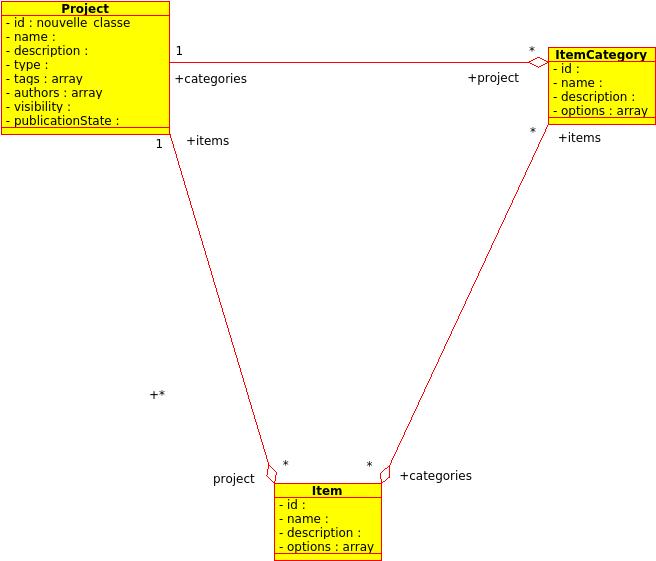 Project
- id : nouvelle_classe
- name :
- description :
- type :
- tags : array
- authors : array
- visibility :
- publicationState :
1
*
+categories
+project
ItemCategory
- id :
- name :
- description :
- options : array
1
+items
*
+items
+*
*
*
project
+categories
Item
- id :
- name :
- description :
- options : array